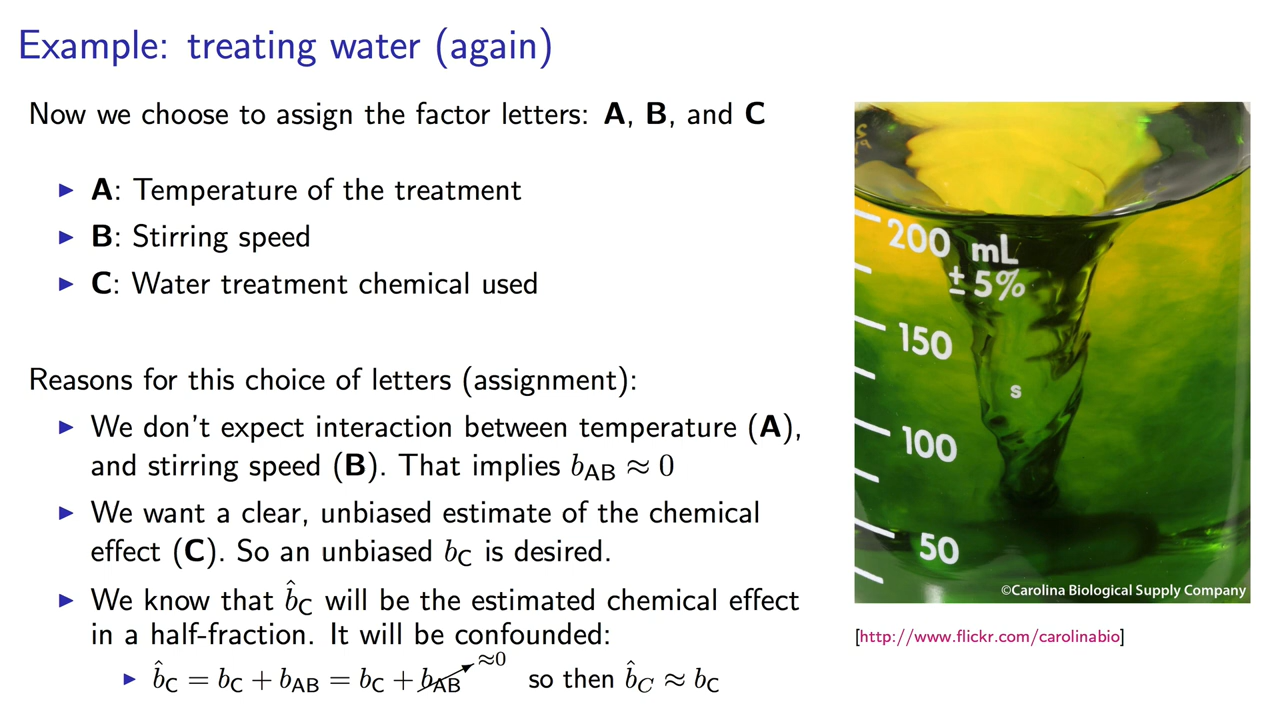 Example: treating water (again)
Now we choose to assign the factor letters: A, B, and C
▶ A: Temperature of the treatment
▶ B: Stirring speed
▶ C: Water treatment chemical used
Reasons for this choice of letters (assignment):
▶ We don't expect interaction between temperature (A),
and stirring speed (B). That implies b_AB ≈ 0
▶ We want a clear, unbiased estimate of the chemical
effect (C). So an unbiased b_C is desired.
▶ We know that b̂_C will be the estimated chemical effect
in a half-fraction. It will be confounded:
▶ b̂_C = b_C + b_AB = b_C + b_AB ≈0 so then b̂_C ≈ b_C
200 mL
± 5%
150
s
100
50
©Carolina Biological Supply Company
[http://www.flickr.com/carolinabio]